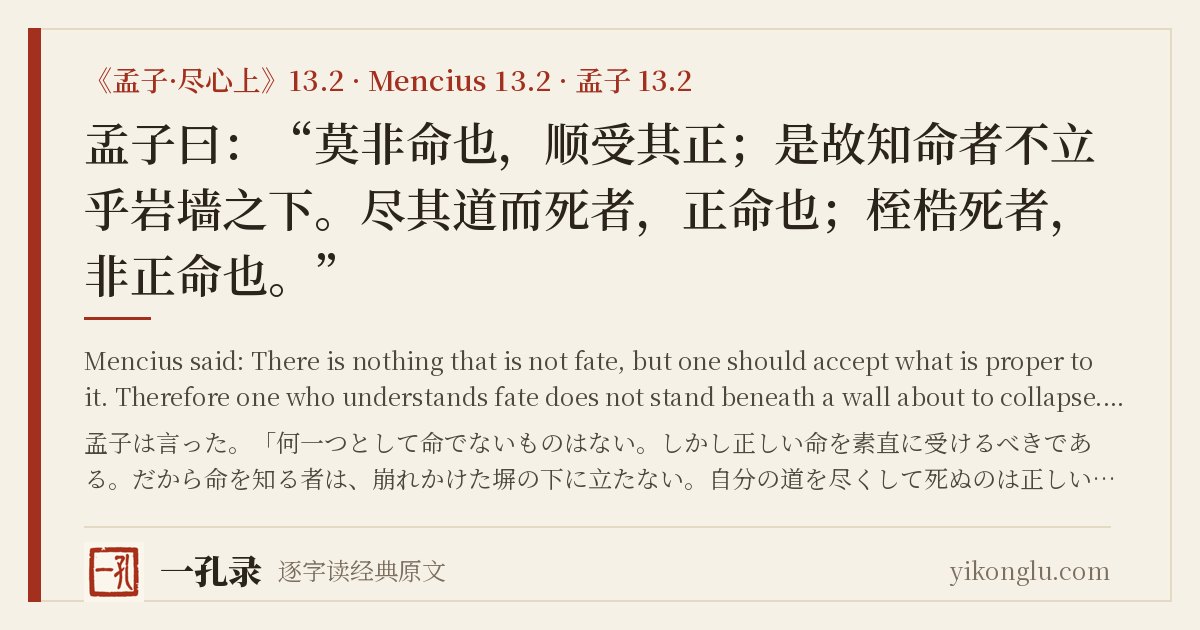 《孟子·尽心上》13.2 · Mencius 13.2 · 孟子 13.2
孟子曰：“莫非命也，顺受其正；是故知命者不立
乎岩墙之下。尽其道而死者，正命也；桎梏死者，
非正命也。”
Mencius said: There is nothing that is not fate, but one should accept what is proper to
it. Therefore one who understands fate does not stand beneath a wall about to collapse....
孟子は言った。「何一つとして命でないものはない。しかし正しい命を素直に受けるべきであ
る。だから命を知る者は、崩れかけた塀の下に立たない。自分の道を尽くして死ぬのは正しい…
一孔
一孔录 逐字读经典原文 yikonglu.com